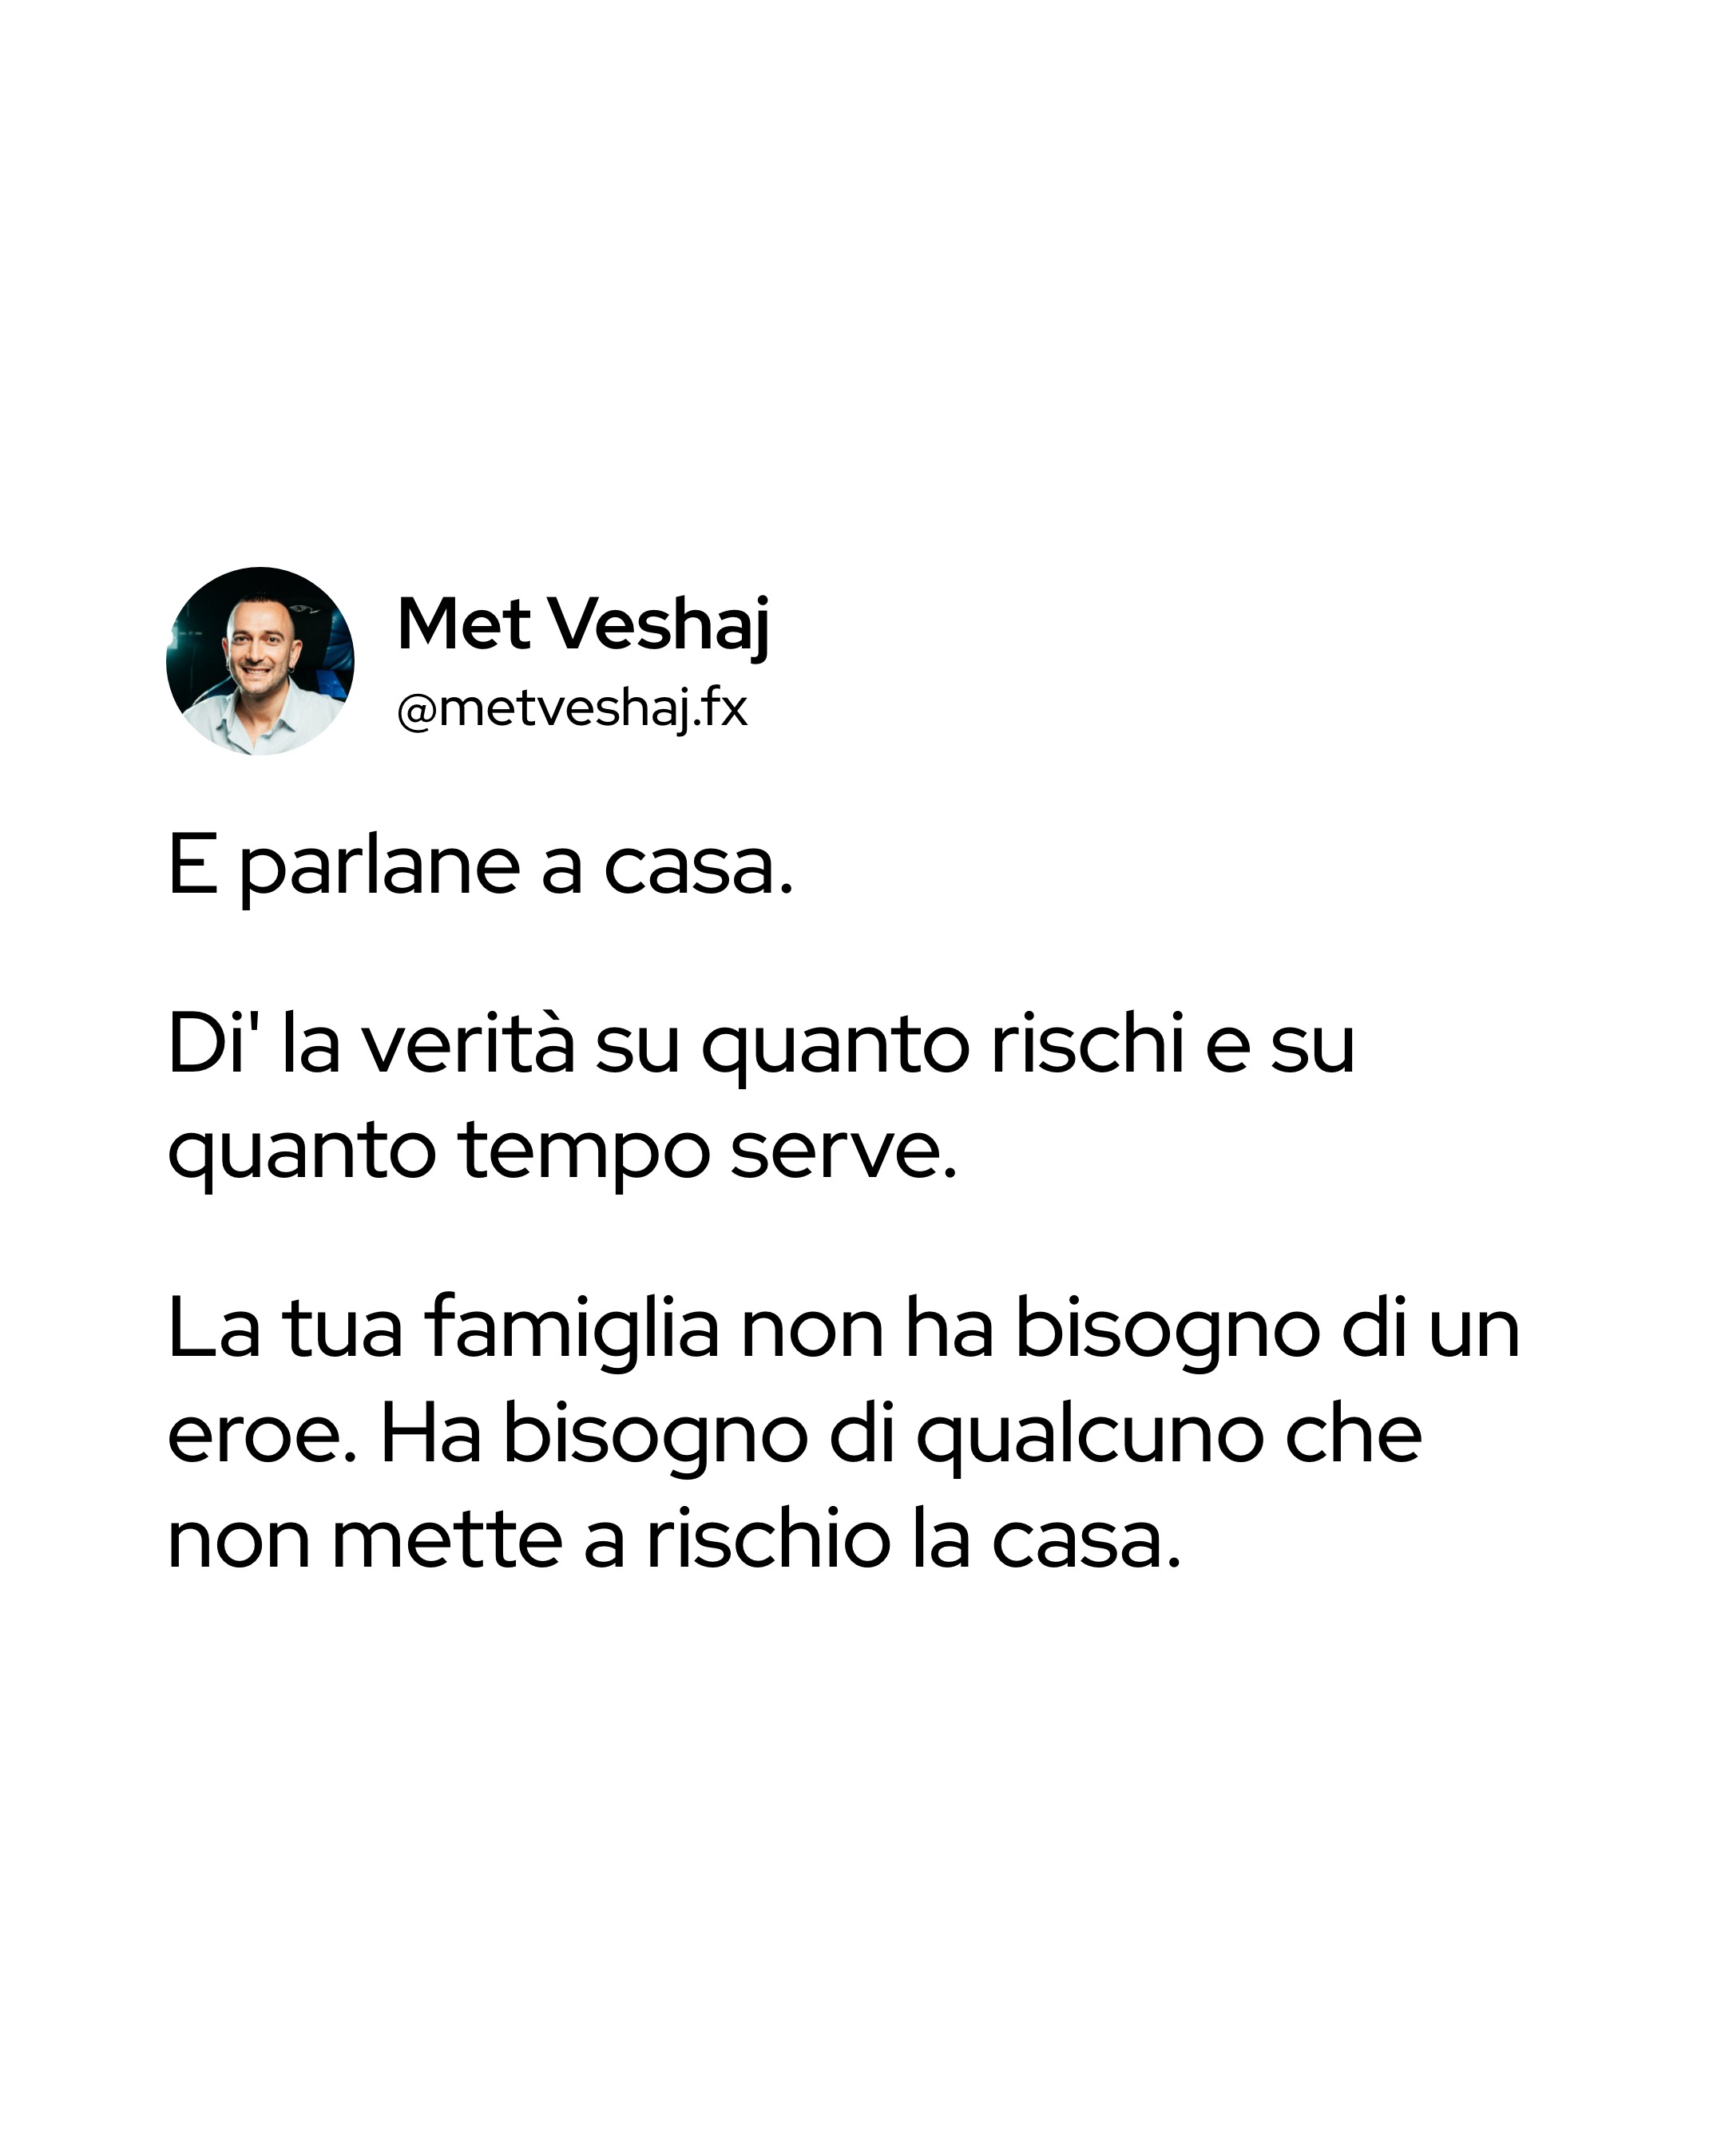 Met Veshaj
@metveshaj.fx
E parlane a casa.
Di' la verità su quanto rischi e su
quanto tempo serve.
La tua famiglia non ha bisogno di un
eroe. Ha bisogno di qualcuno che
non mette a rischio la casa.